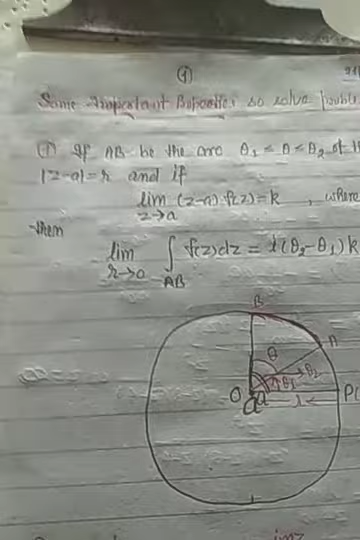 (1)
Some Important Properties to solve
(1) If AB be the arc θ₁ ≤ θ ≤ θ₂ of th
|z-a|=r and if
lim (z-a) f(z) = k , where
z→a
then
lim ∫ f(z)dz = i(θ₂-θ₁)k
r→0 AB
B
A
θ
θ₂
θ₁
O
a
r
P(